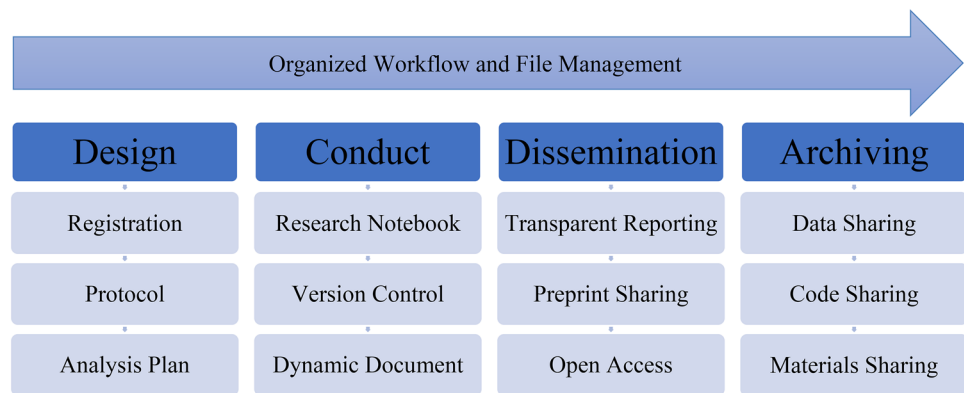 Organized Workflow and File Management
Design
Conduct
Dissemination
Archiving
Registration
Research Notebook
Transparent Reporting
Data Sharing
Protocol
Version Control
Preprint Sharing
Code Sharing
Analysis Plan
Dynamic Document
Open Access
Materials Sharing